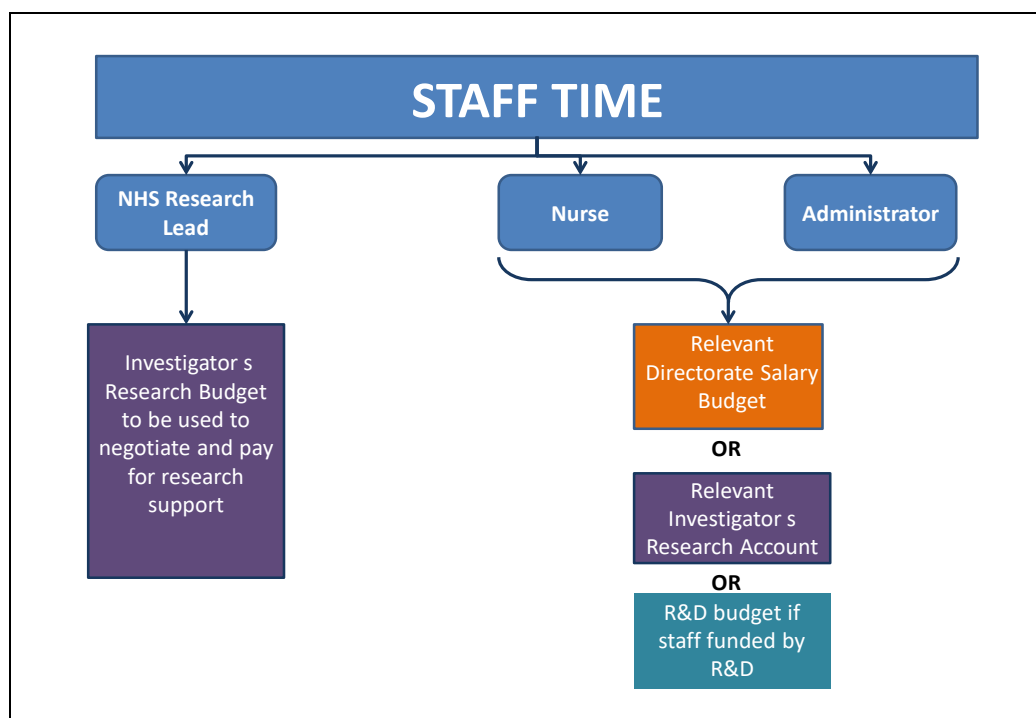 STAFF TIME
NHS Research
Lead
Nurse
Administrator
Investigator s
Research Budget
to be used to
negotiate and pay
for research
support
Relevant
Directorate Salary
Budget
OR
Relevant
Investigator s
Research Account
OR
R&D budget if
staff funded by
R&D